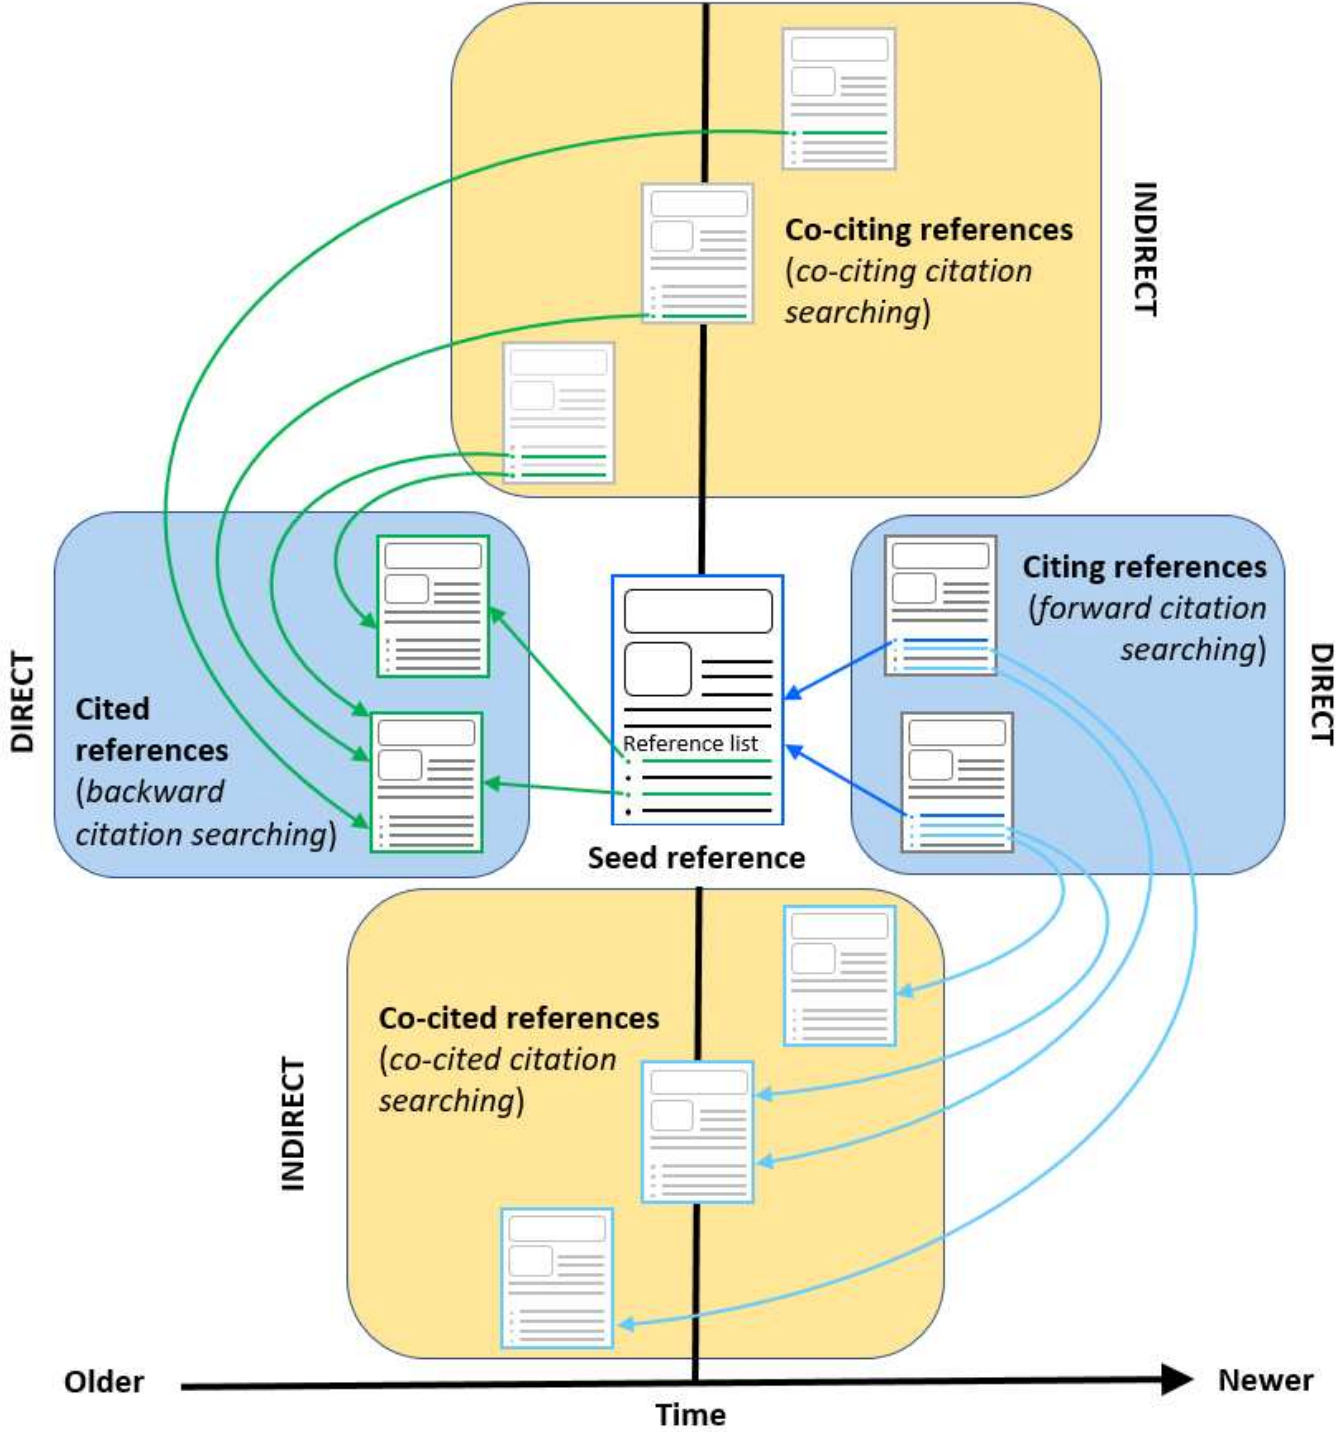 Co-citing references
(co-citing citation
searching)
INDIRECT
Citing references
(forward citation
searching)
DIRECT
DIRECT
Cited
references
(backward
citation searching)
Reference list
Seed reference
Co-cited references
(co-cited citation
searching)
INDIRECT
Older
Newer
Time